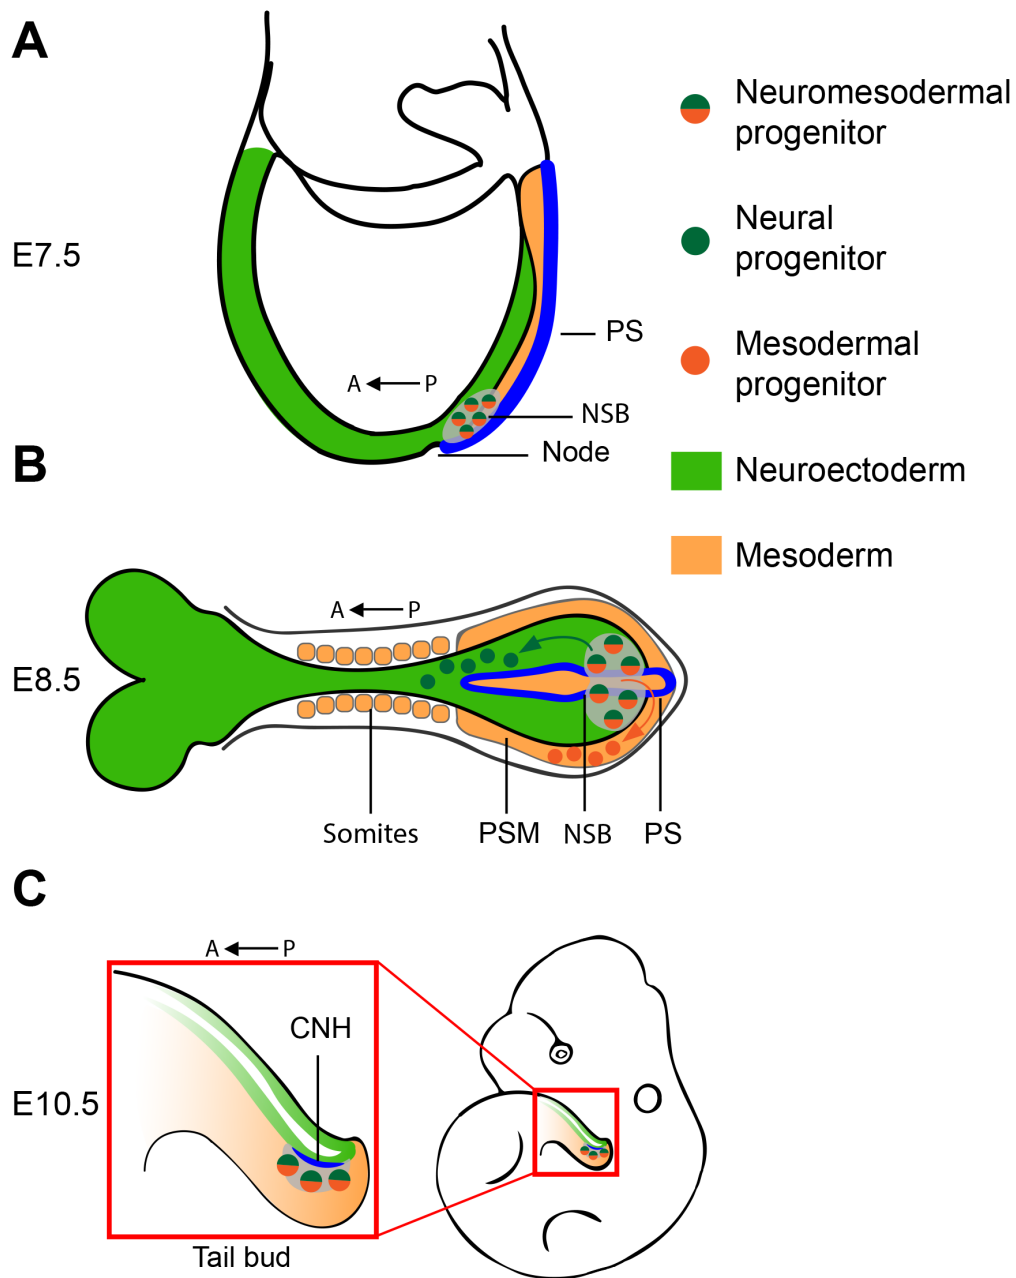 A
Neuromesodermal
progenitor
Neural
progenitor
E7.5
Mesodermal
progenitor
PS
A P
NSB
Node
Neuroectoderm
Mesoderm
B
A P
E8.5
Somites PSM NSB PS
C
A P
CNH
E10.5
Tail bud